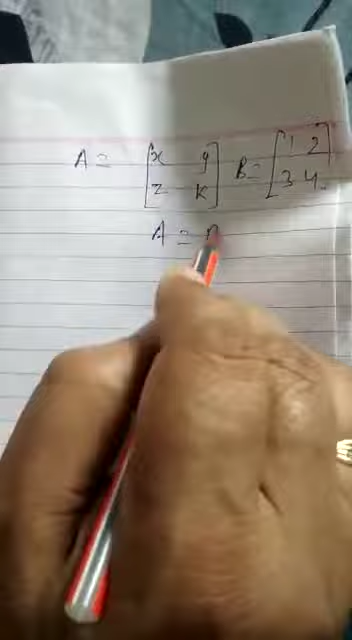 A = [x y B = [1 2
z k] 3 4]
A =